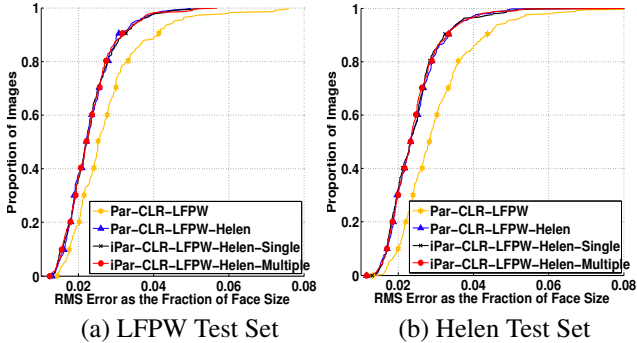 Proportion of Images
1
0.8
0.6
0.4
0.2
0
0.02
0.04
0.06
0.08
RMS Error as the Fraction of Face Size
Par-CLR-LFPW
Par-CLR-LFPW-Helen
iPar-CLR-LFPW-Helen-Single
iPar-CLR-LFPW-Helen-Multiple
(a) LFPW Test Set
Proportion of Images
1
0.8
0.6
0.4
0.2
0
0.02
0.04
0.06
0.08
RMS Error as the Fraction of Face Size
Par-CLR-LFPW
Par-CLR-LFPW-Helen
iPar-CLR-LFPW-Helen-Single
iPar-CLR-LFPW-Helen-Multiple
(b) Helen Test Set